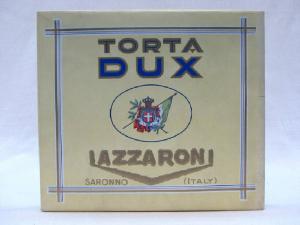 TORTA
DUX
LAZZARONI
SARONNO (ITALY)